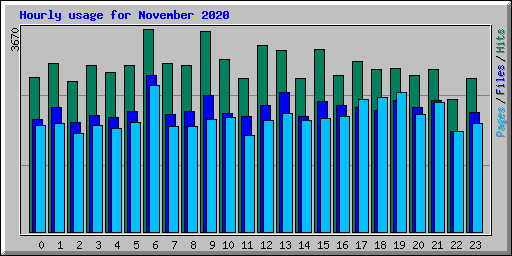 Hourly usage for November 2020
3670
Pages / Files / Hits
0 1 2 3 4 5 6 7 8 9 10 11 12 13 14 15 16 17 18 19 20 21 22 23